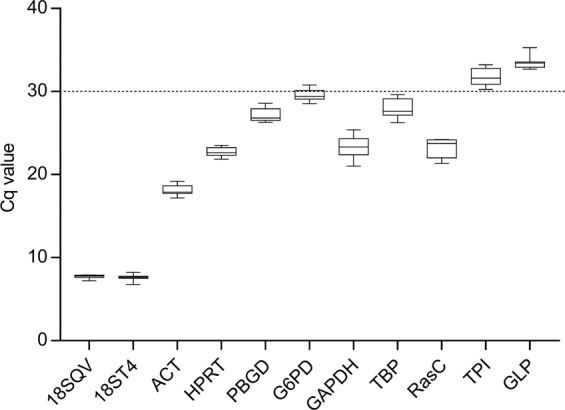 40
30
20
10
0
Cq value
18SQV
18ST4
ACT
HPRT
PBGD
G6PD
GAPDH
TBP
RasC
TPI
GLP